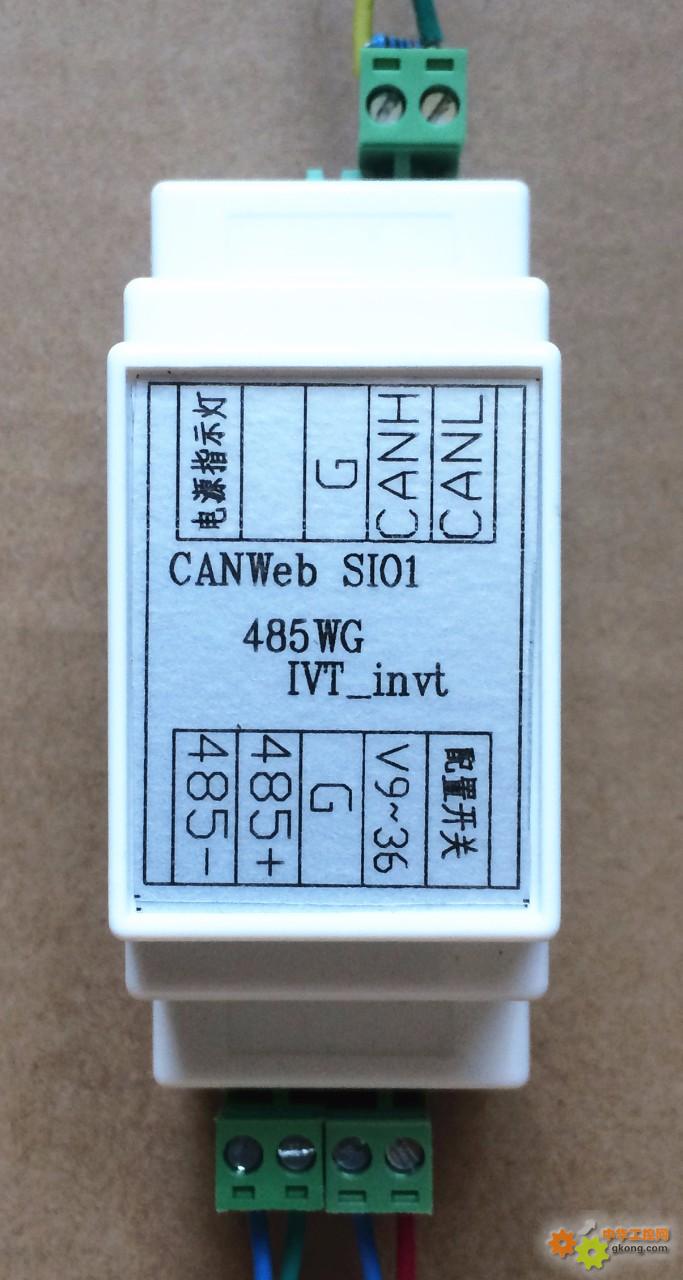 电源指示灯
G
CANH
CANL
CANWeb SIO1
485WG
IVT_invt
485-
485+
G
V9~36
配置开关
中华工控网
gkong.com